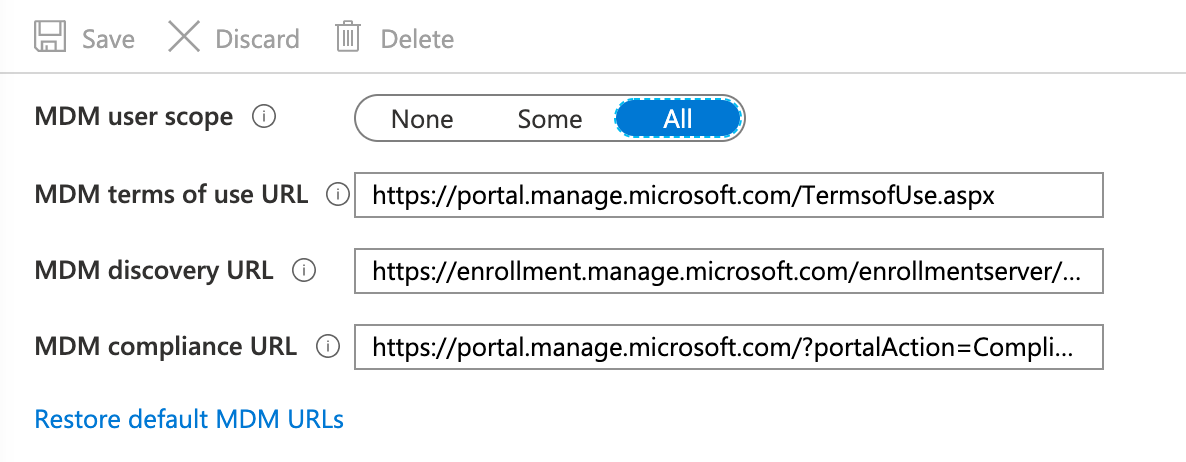 Save Discard Delete
MDM user scope None Some All
MDM terms of use URL https://portal.manage.microsoft.com/TermsofUse.aspx
MDM discovery URL https://enrollment.manage.microsoft.com/enrollmentserver/...
MDM compliance URL https://portal.manage.microsoft.com/?portalAction=Compli...
Restore default MDM URLs